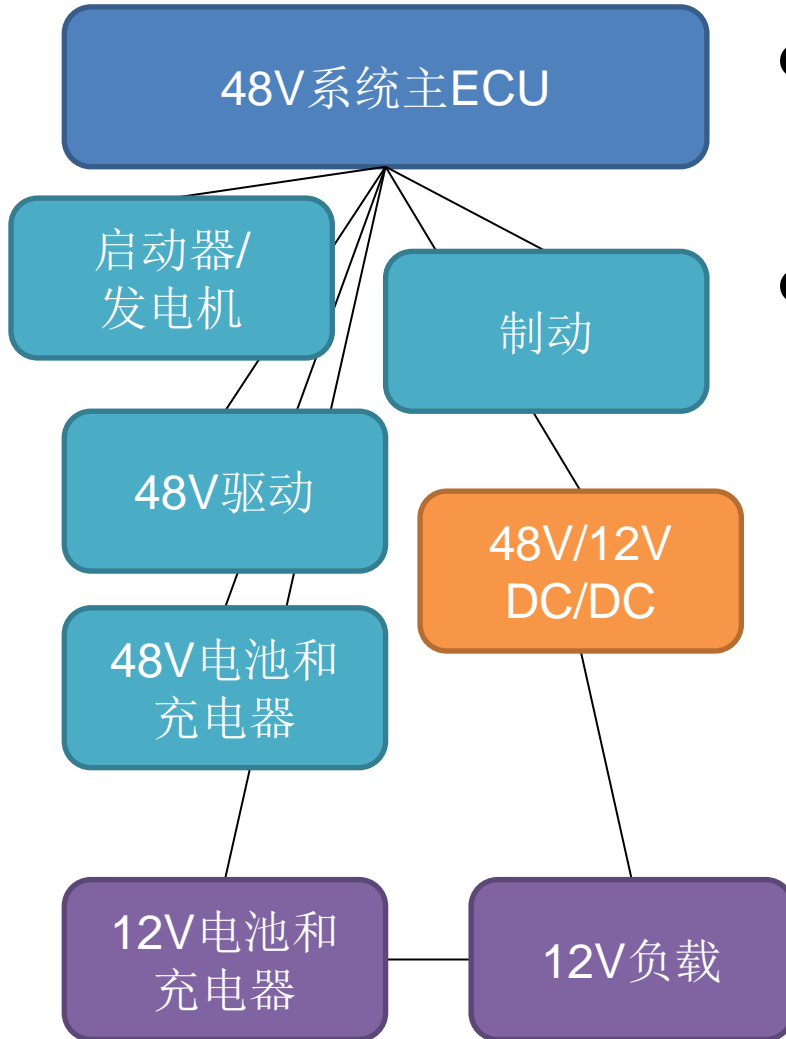 48V系统主ECU
启动器/
发电机
制动
48V驱动
48V/12V
DC/DC
48V电池和
充电器
12V电池和
充电器
12V负载